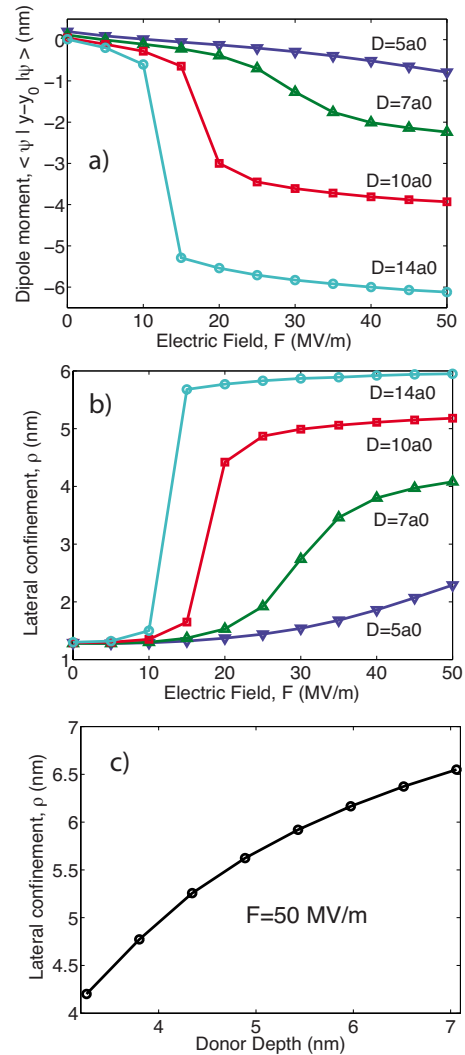 a)
Dipole moment, < ψ | y−y0 |ψ > (nm)
0
−1
−2
−3
−4
−5
−6
D=5a0
D=7a0
D=10a0
D=14a0
0 10 20 30 40 50
Electric Field, F (MV/m)
b)
Lateral confinement, ρ (nm)
6
5
4
3
2
1
D=14a0
D=10a0
D=7a0
D=5a0
0 10 20 30 40 50
Electric Field, F (MV/m)
c)
Lateral confinement, ρ (nm)
7
6.5
6
5.5
5
4.5
4
F=50 MV/m
4 5 6 7
Donor Depth (nm)